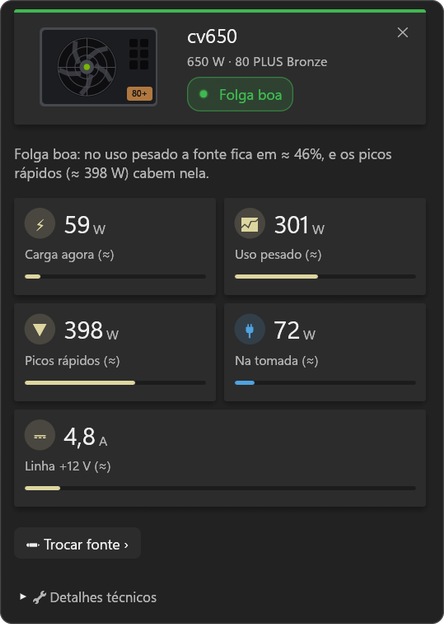 cv650
650 W · 80 PLUS Bronze
80+
Folga boa
Folga boa: no uso pesado a fonte fica em ≈ 46%, e os picos
rápidos (≈ 398 W) cabem nela.
59 W
Carga agora (≈)
301 W
Uso pesado (≈)
398 W
Picos rápidos (≈)
72 W
Na tomada (≈)
4,8 A
Linha +12 V (≈)
Trocar fonte ›
Detalhes técnicos